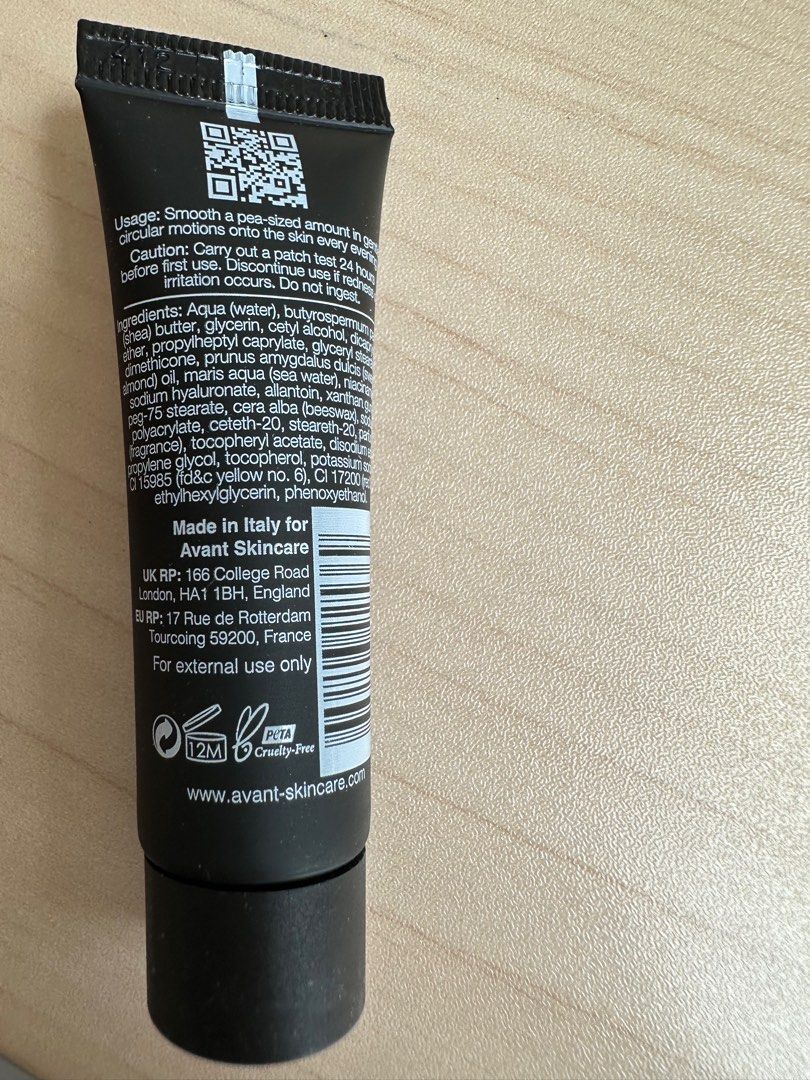 Usage: Smooth a pea-sized amount in
circular motions onto the skin every evening
Caution: Carry out a patch test 24 hours
before first use. Discontinue use if redness
irritation occurs. Do not ingest.
Ingredients: Aqua (water), butyrospermum
(shea) butter, glycerin, cetyl alcohol,
ether, propylheptyl caprylate, glyceryl
dimethicone, prunus amygdalus dulcis
almond) oil, maris aqua (sea water),
sodium hyaluronate, allantoin, xanthan
peg-75 stearate, cera alba (beeswax),
polyacrylate, ceteth-20, steareth-20,
(fragrance), tocopheryl acetate, disodium
propylene glycol, tocopherol, potassium
CI 15985 (fd&c yellow no. 6), CI 17200
ethylhexylglycerin, phenoxyethanol.
Made in Italy for
Avant Skincare
UK RP: 166 College Road
London, HA1 1BH, England
EU RP: 17 Rue de Rotterdam
Tourcoing 59200, France
For external use only
12M
PETA
Cruelty-Free
www.avant-skincare.com